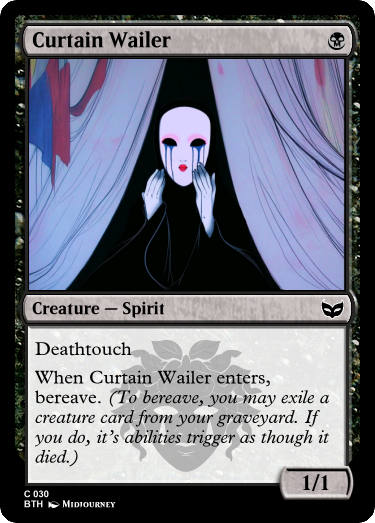 Curtain Wailer
Creature — Spirit
Deathtouch
When Curtain Wailer enters,
bereave. (To bereave, you may exile a
creature card from your graveyard. If
you do, it's abilities trigger as though it
died.)
1/1
C 030
BTH Midjourney